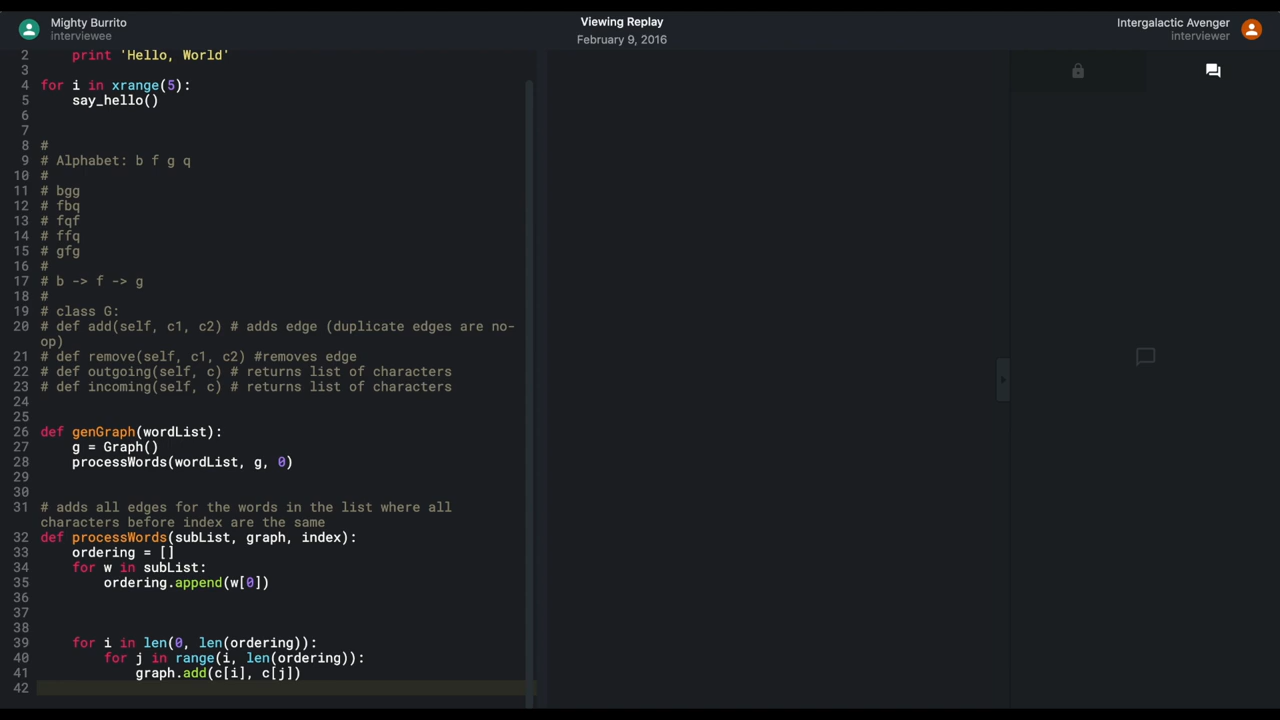 Mighty Burrito
interviewee
Viewing Replay
February 9, 2016
Intergalactic Avenger
interviewer
2     print 'Hello, World'
3
4 for i in xrange(5):
5     say_hello()
6
7
8 #
9 # Alphabet: b f g q
10 #
11 # bgg
12 # fbq
13 # fqf
14 # ffq
15 # gfg
16 #
17 # b -> f -> g
18 #
19 # class G:
20 # def add(self, c1, c2) # adds edge (duplicate edges are no-
op)
21 # def remove(self, c1, c2) #removes edge
22 # def outgoing(self, c) # returns list of characters
23 # def incoming(self, c) # returns list of characters
24
25
26 def genGraph(wordList):
27     g = Graph()
28     processWords(wordList, g, 0)
29
30
31 # adds all edges for the words in the list where all
characters before index are the same
32 def processWords(subList, graph, index):
33     ordering = []
34     for w in subList:
35         ordering.append(w[0])
36
37
38
39     for i in len(0, len(ordering)):
40         for j in range(i, len(ordering)):
41             graph.add(c[i], c[j])
42